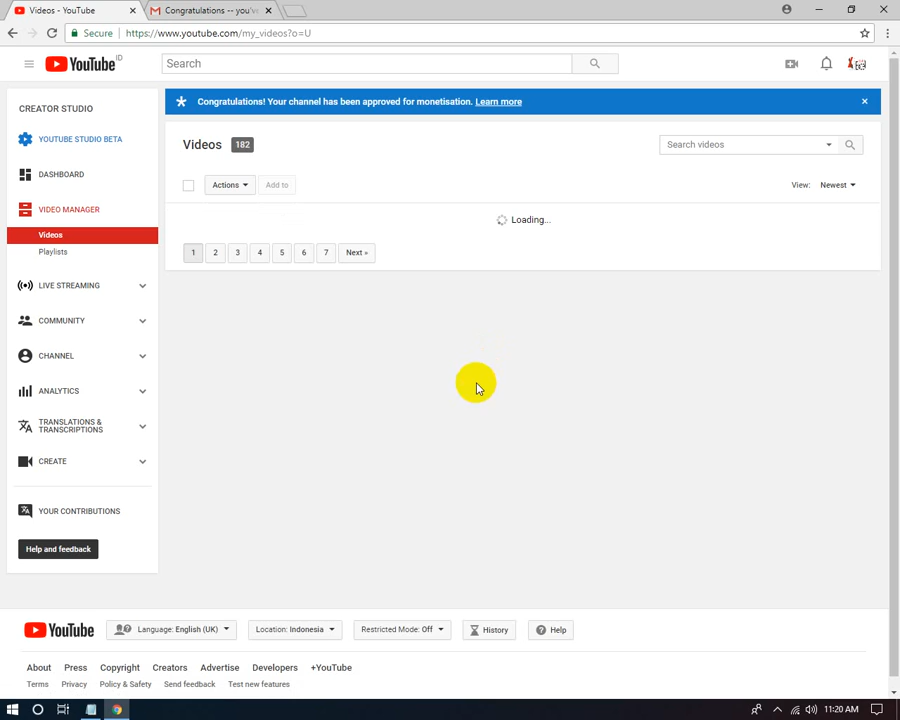 Videos - YouTube
Congratulations -- you've
Secure
https://www.youtube.com/my_videos?o=U
YouTube ID
Search
CREATOR STUDIO
YOUTUBE STUDIO BETA
DASHBOARD
VIDEO MANAGER
Videos
Playlists
LIVE STREAMING
COMMUNITY
CHANNEL
ANALYTICS
TRANSLATIONS &
TRANSCRIPTIONS
CREATE
YOUR CONTRIBUTIONS
Help and feedback
Congratulations! Your channel has been approved for monetisation. Learn more
Videos 182
Search videos
Actions
Add to
View: Newest
Loading...
1 2 3 4 5 6 7 Next »
YouTube
Language: English (UK)
Location: Indonesia
Restricted Mode: Off
History
Help
About Press Copyright Creators Advertise Developers +YouTube
Terms Privacy Policy & Safety Send feedback Test new features
11:20 AM